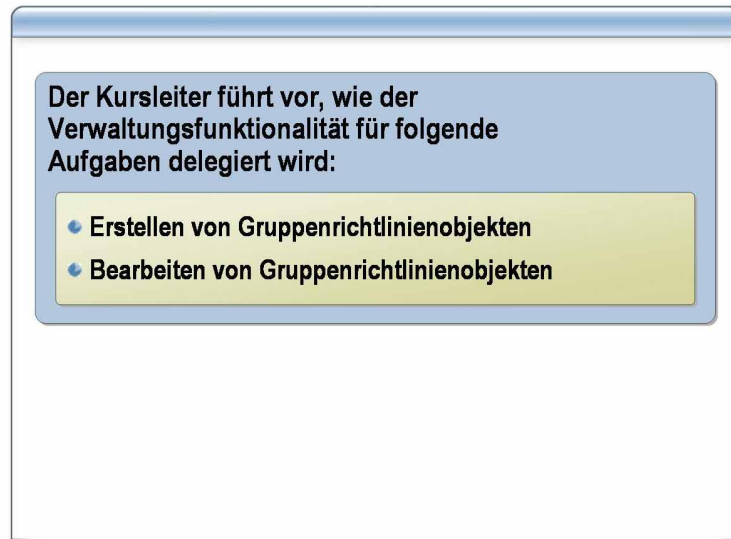 Der Kursleiter führt vor, wie der
Verwaltungsfunktionalität für folgende
Aufgaben delegiert wird:
Erstellen von Gruppenrichtlinienobjekten
Bearbeiten von Gruppenrichtlinienobjekten